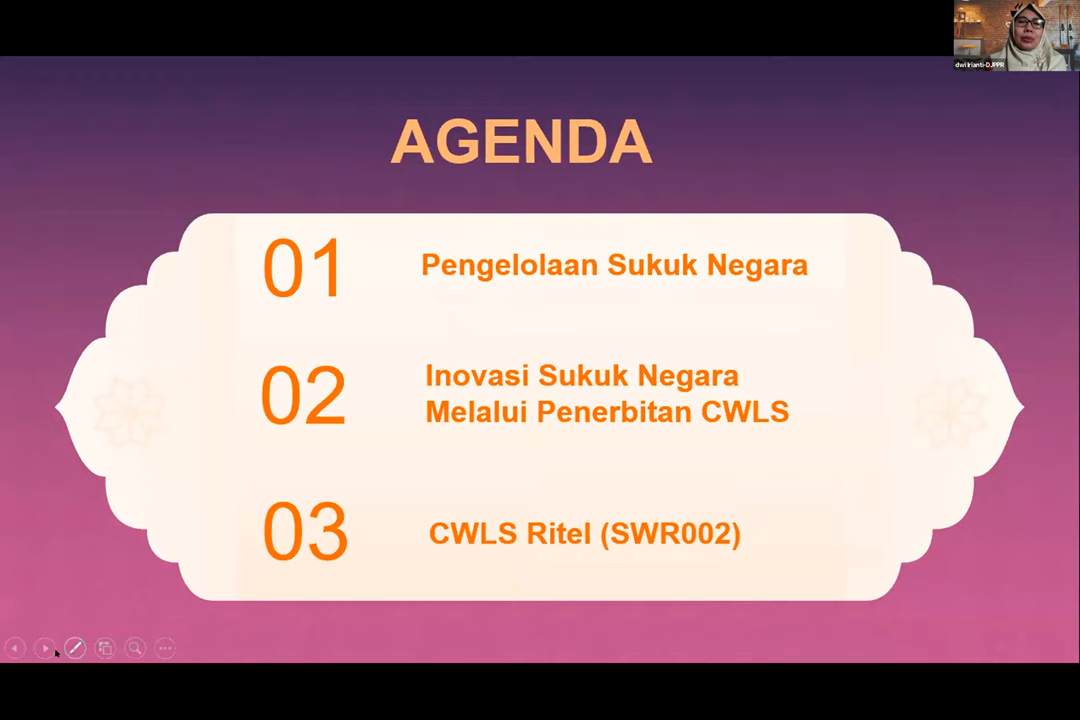 dwi Irianti-DJPPR
AGENDA
01
Pengelolaan Sukuk Negara
02
Inovasi Sukuk Negara
Melalui Penerbitan CWLS
03
CWLS Ritel (SWR002)